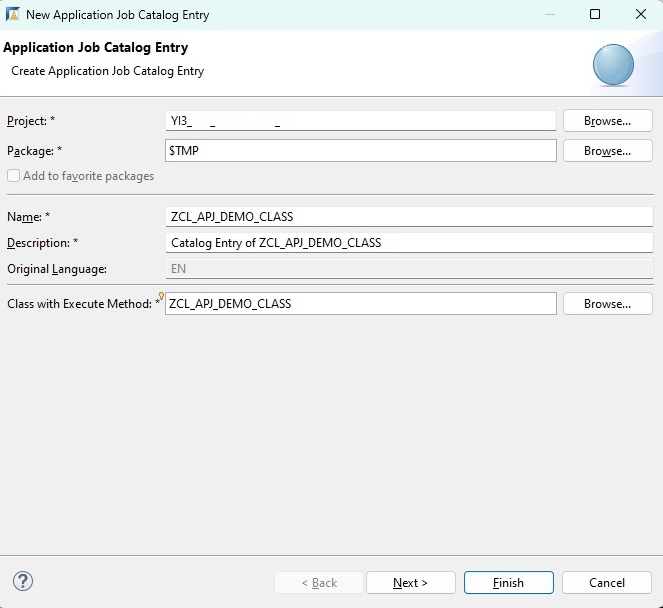 New Application Job Catalog Entry
Application Job Catalog Entry
Create Application Job Catalog Entry
Project: * YI3_ _ _ Browse...
Package: * $TMP Browse...
Add to favorite packages
Name: * ZCL_APJ_DEMO_CLASS
Description: * Catalog Entry of ZCL_APJ_DEMO_CLASS
Original Language: EN
Class with Execute Method: * ZCL_APJ_DEMO_CLASS Browse...
? < Back Next > Finish Cancel